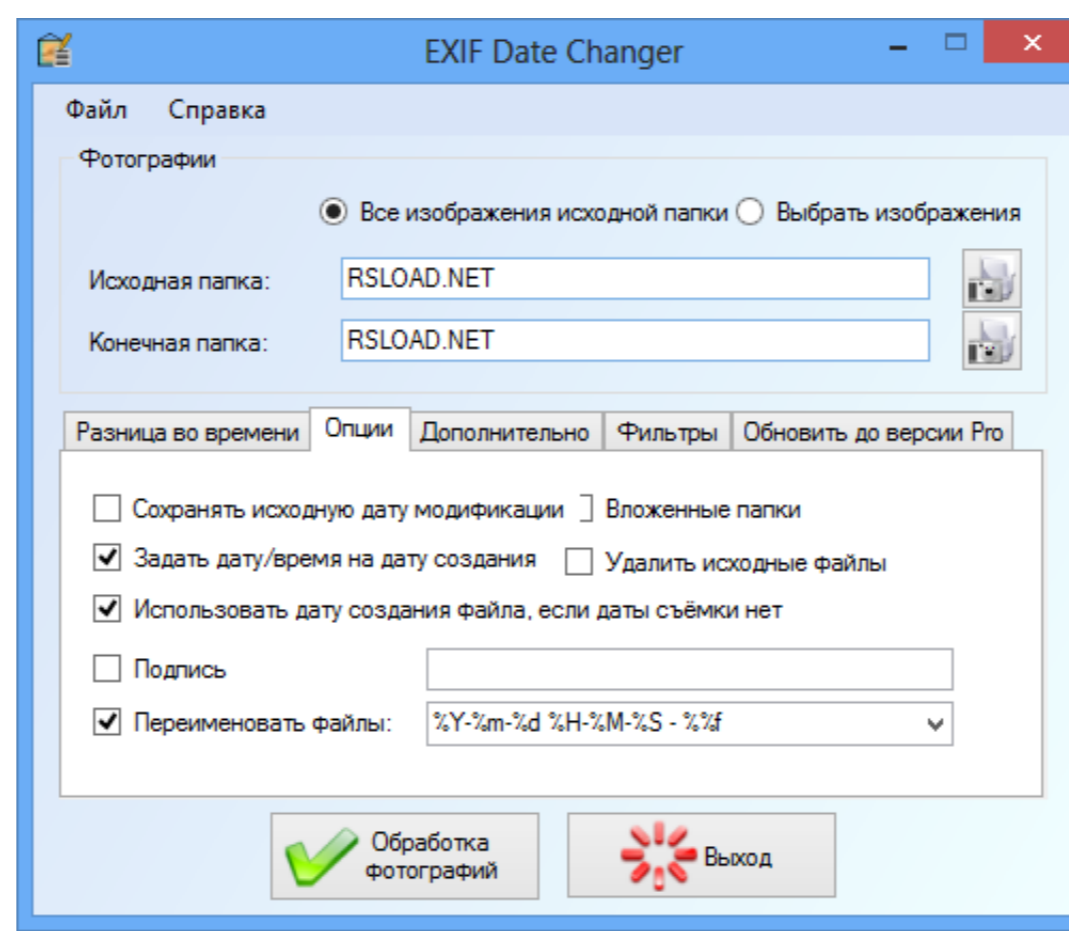 EXIF Date Changer
Файл Справка
Фотографии
Все изображения исходной папки Выбрать изображения
Исходная папка: RSLOAD.NET
Конечная папка: RSLOAD.NET
Разница во времени Опции Дополнительно Фильтры Обновить до версии Pro
Сохранять исходную дату модификации Вложенные папки
Задать дату/время на дату создания Удалить исходные файлы
Использовать дату создания файла, если даты съёмки нет
Подпись
Переименовать файлы: %Y-%m-%d %H-%M-%S - %%f
Обработка
фотографий
Выход